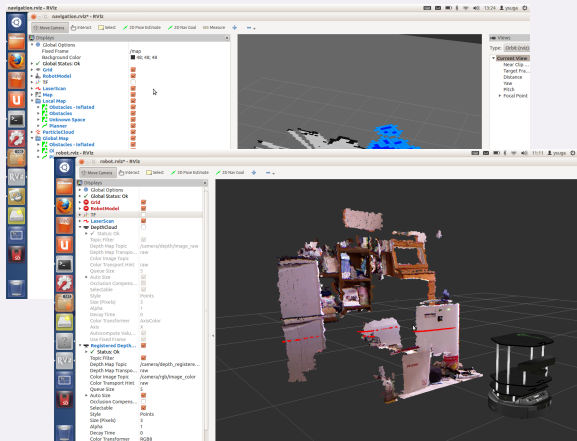 navigation.rviz - RViz
13:24 ysuga
navigation.rviz* - RViz
Move Camera Interact Select 2D Pose Estimate 2D Nav Goal Measure
Displays
Global Options
Fixed Frame /map
Background Color 48; 48; 48
Global Status: Ok
Grid
RobotModel
TF
LaserScan
Map
Local Map
Obstacles - Inflated
Obstacles
Unknown Space
Planner
ParticleCloud
Global Map
Obstacles - Inflated
Views
Type: Orbit (rviz)
Current View
Near Clip ...
Target Fra...
Distance
Yaw
Pitch
Focal Point
robot.rviz* - RViz
11:11 ysuga
robot.rviz* - RViz
Move Camera Interact Select 2D Pose Estimate 2D Nav Goal
Displays
Global Options
Global Status: Ok
Grid
RobotModel
TF
LaserScan
DepthCloud
Status: Ok
Topic Filter
Depth Map Topic /camera/depth/image_raw
Depth Map Transpo... raw
Color Image Topic
Color Transport Hint raw
Queue Size 5
Auto Size
Occlusion Compens...
Selectable
Style Points
Size (Pixels) 3
Alpha 1
Decay Time 0
Color Transformer AxisColor
Axis Z
Autocompute Valu...
Use Fixed Frame
Registered Depth...
Status: Ok
Topic Filter
Depth Map Topic /camera/depth_registere...
Depth Map Transpo... raw
Color Image Topic /camera/rgb/image_color
Color Transport Hint raw
Queue Size 5
Auto Size
Occlusion Compens...
Selectable
Style Points
Size (Pixels) 3
Alpha 1
Decay Time 0
Color Transformer RGB8